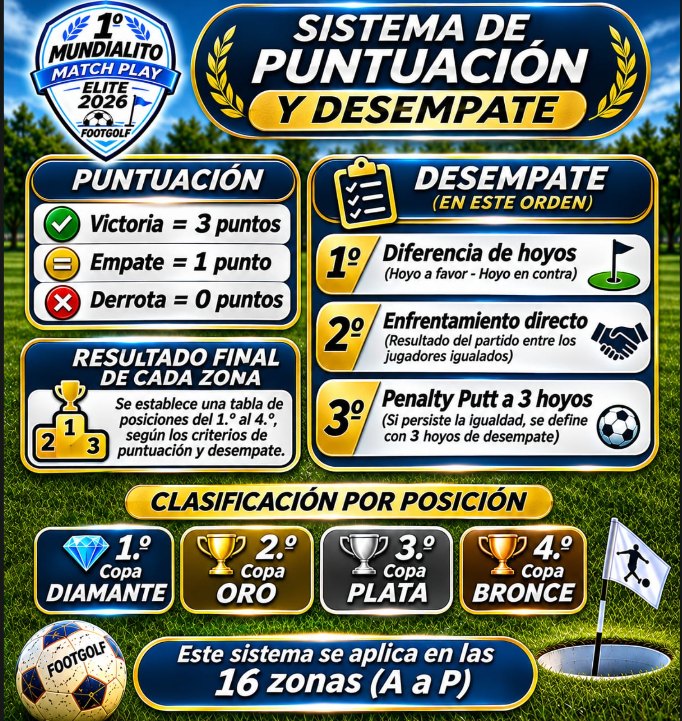 1º
MUNDIALITO
MATCH PLAY
ELITE
2026
FOOTGOLF
SISTEMA DE
PUNTUACIÓN
Y DESEMPATE
PUNTUACIÓN
Victoria = 3 puntos
Empate = 1 punto
Derrota = 0 puntos
RESULTADO FINAL
DE CADA ZONA
2 1 3
Se establece una tabla de
posiciones del 1.º al 4.º,
según los criterios de
puntuación y desempate.
DESEMPATE
(EN ESTE ORDEN)
1º
Diferencia de hoyos
(Hoyo a favor - Hoyo en contra)
2º
Enfrentamiento directo
(Resultado del partido entre los
jugadores igualados)
3º
Penalty Putt a 3 hoyos
(Si persiste la igualdad, se define
con 3 hoyos de desempate)
CLASIFICACIÓN POR POSICIÓN
1.º
Copa
DIAMANTE
2.º
Copa
ORO
3.º
Copa
PLATA
4.º
Copa
BRONCE
FOOTGOLF
Este sistema se aplica en las
16 zonas (A a P)